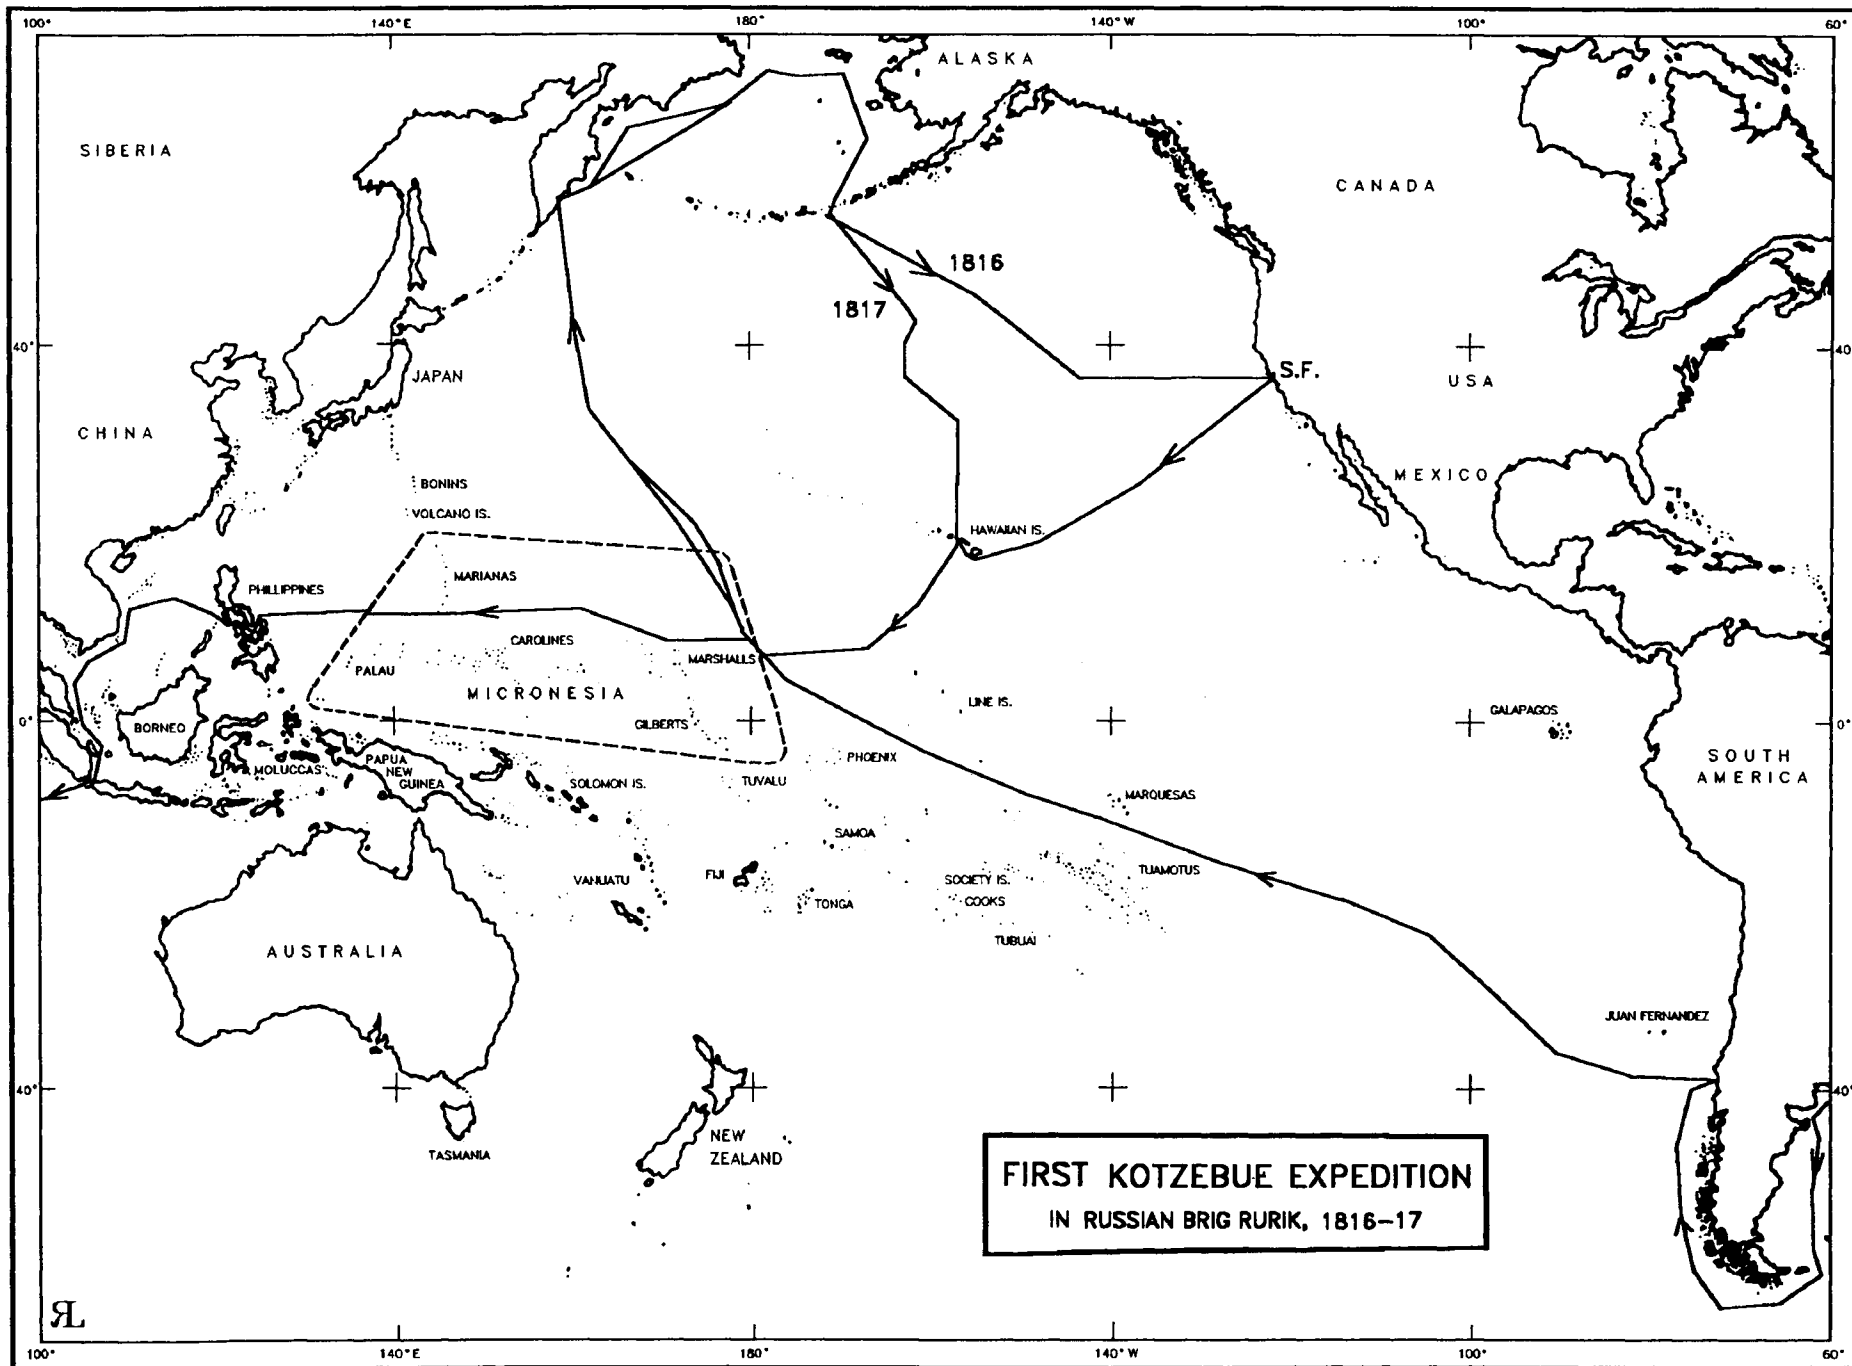 100° 140°E 180° 140°W 100° 60°
ALASKA
SIBERIA
CANADA
1816
1817
40° 40°
JAPAN
S.F.
USA
CHINA
MEXICO
BONINS
VOLCANO IS.
HAWAIIAN IS.
MARIANAS
PHILLIPPINES
CAROLINES
MARSHALLS
PALAU
MICRONESIA
LINE IS.
GALAPAGOS
0° 0°
BORNEO
GILBERTS
PHOENIX
SOUTH
AMERICA
MOLUCCAS
PAPUA
NEW
GUINEA
SOLOMON IS.
TUVALU
MARQUESAS
SAMOA
TUAMOTUS
VANUATU
FIJI
SOCIETY IS.
COOKS
TONGA
TUBUAI
AUSTRALIA
JUAN FERNANDEZ
40° 40°
NEW
ZEALAND
TASMANIA
FIRST KOTZEBUE EXPEDITION
IN RUSSIAN BRIG RURIK, 1816-17
ЯL
100° 140°E 180° 140°W 100° 60°